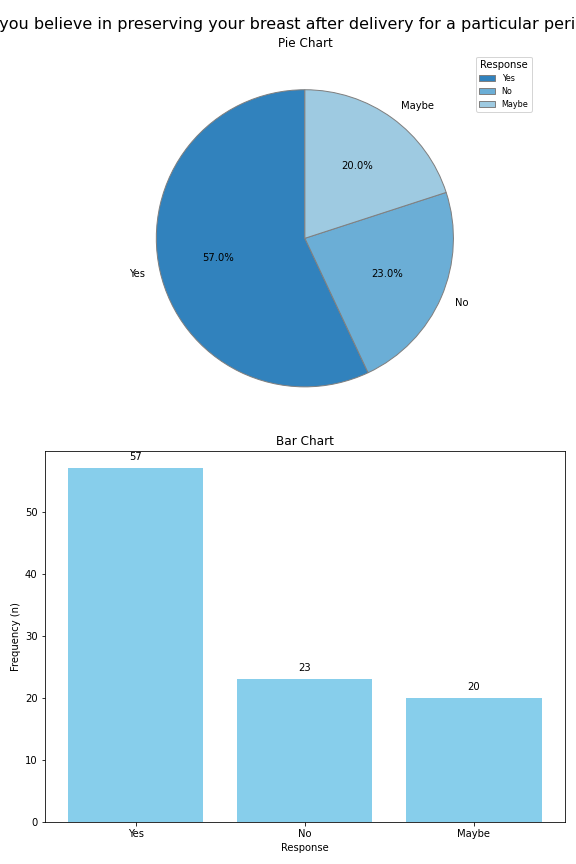 you believe in preserving your breast after delivery for a particular peri
Pie Chart
Response
Yes
No
Maybe
Maybe
20.0%
57.0%
Yes
23.0%
No
Bar Chart
57
50
40
30
20
10
0
Frequency (n)
23
20
Yes No Maybe
Response